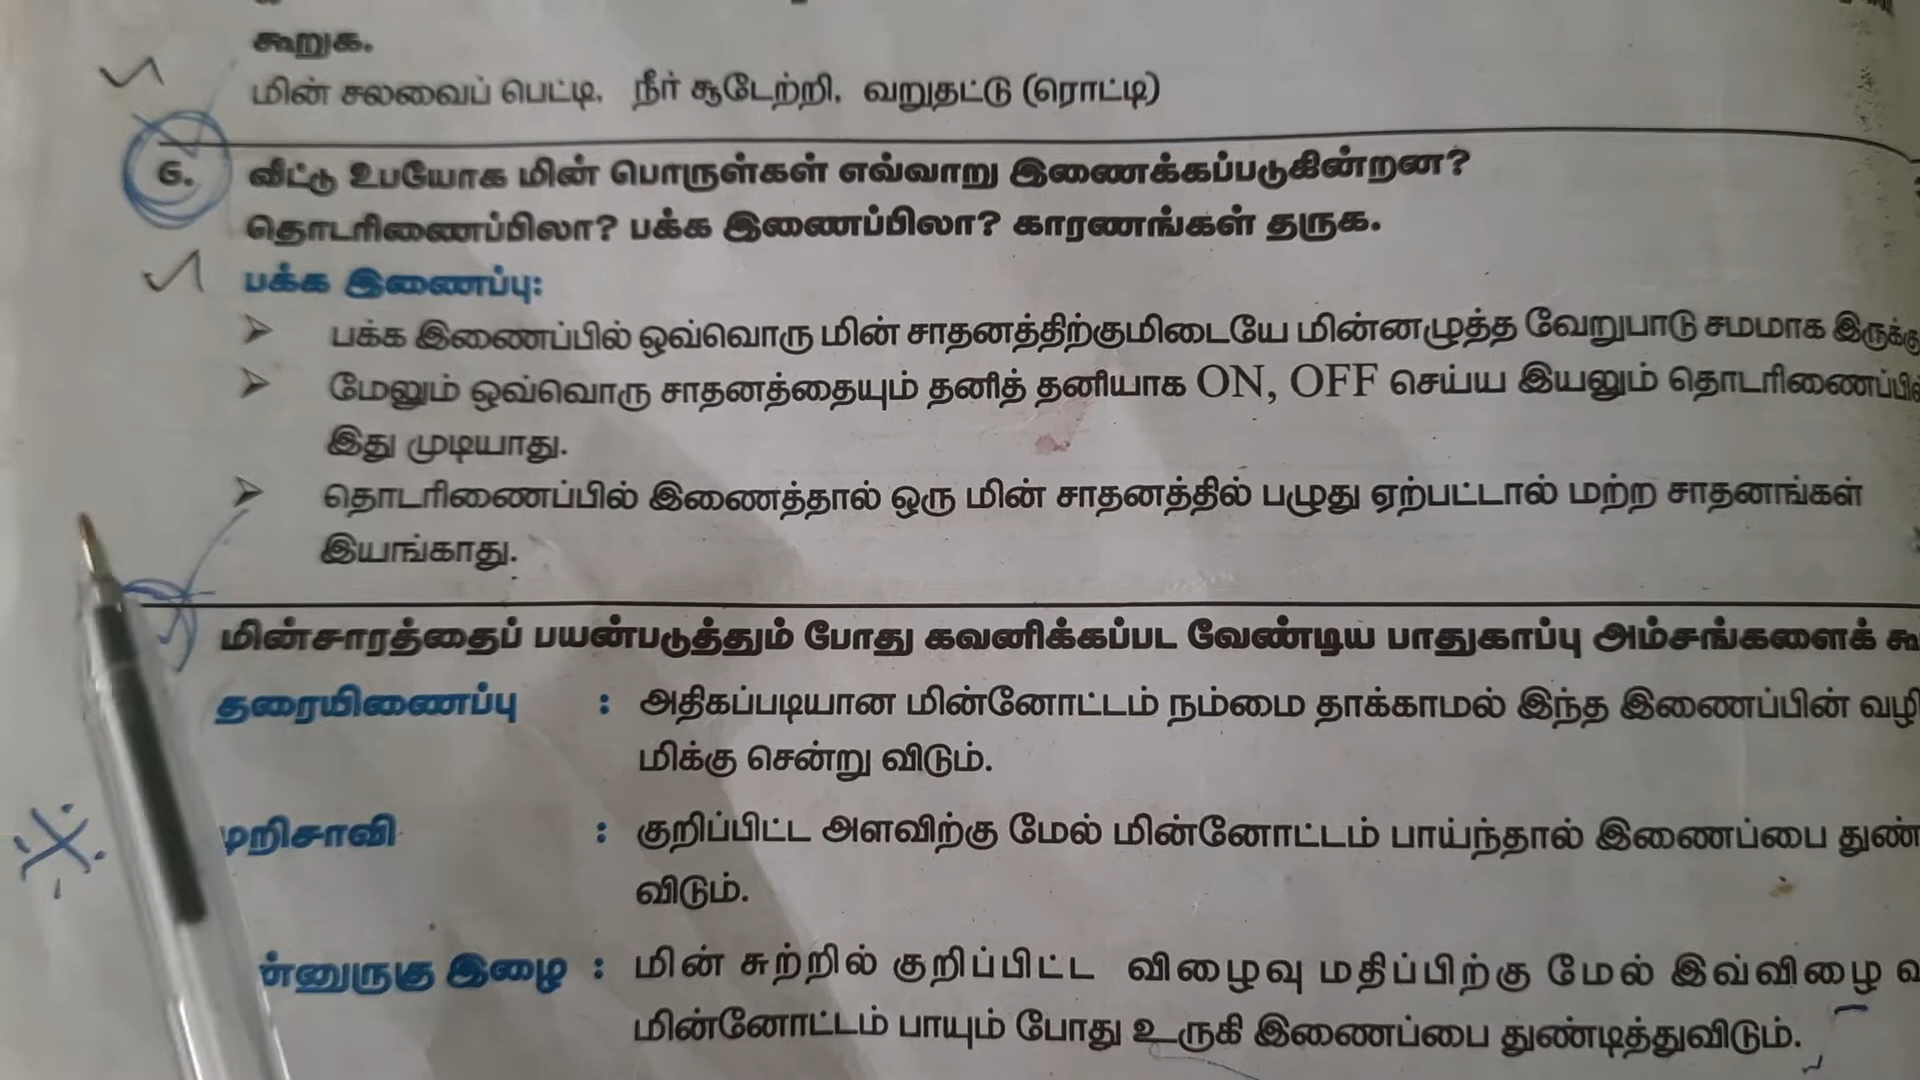 கூறுக.
மின் சலவைப் பெட்டி, நீர் சூடேற்றி, வறுதட்டு (ரொட்டி)
6. வீட்டு உபயோக மின் பொருள்கள் எவ்வாறு இணைக்கப்படுகின்றன?
தொடரிணைப்பிலா? பக்க இணைப்பிலா? காரணங்கள் தருக.
பக்க இணைப்பு:
➢ பக்க இணைப்பில் ஒவ்வொரு மின் சாதனத்திற்குமிடையே மின்னழுத்த வேறுபாடு சமமாக இருக்கு
➢ மேலும் ஒவ்வொரு சாதனத்தையும் தனித் தனியாக ON, OFF செய்ய இயலும் தொடரிணைப்பில்
இது முடியாது.
➢ தொடரிணைப்பில் இணைத்தால் ஒரு மின் சாதனத்தில் பழுது ஏற்பட்டால் மற்ற சாதனங்கள்
இயங்காது.
மின்சாரத்தைப் பயன்படுத்தும் போது கவனிக்கப்பட வேண்டிய பாதுகாப்பு அம்சங்களைக் கூ
தரையிணைப்பு : அதிகப்படியான மின்னோட்டம் நம்மை தாக்காமல் இந்த இணைப்பின் வழி
மிக்கு சென்று விடும்.
முறிசாவி : குறிப்பிட்ட அளவிற்கு மேல் மின்னோட்டம் பாய்ந்தால் இணைப்பை துண்
விடும்.
ன்னுருகு இழை : மின் சுற்றில் குறிப்பிட்ட விழைவு மதிப்பிற்கு மேல் இவ்விழை வ
மின்னோட்டம் பாயும் போது உருகி இணைப்பை துண்டித்துவிடும்.